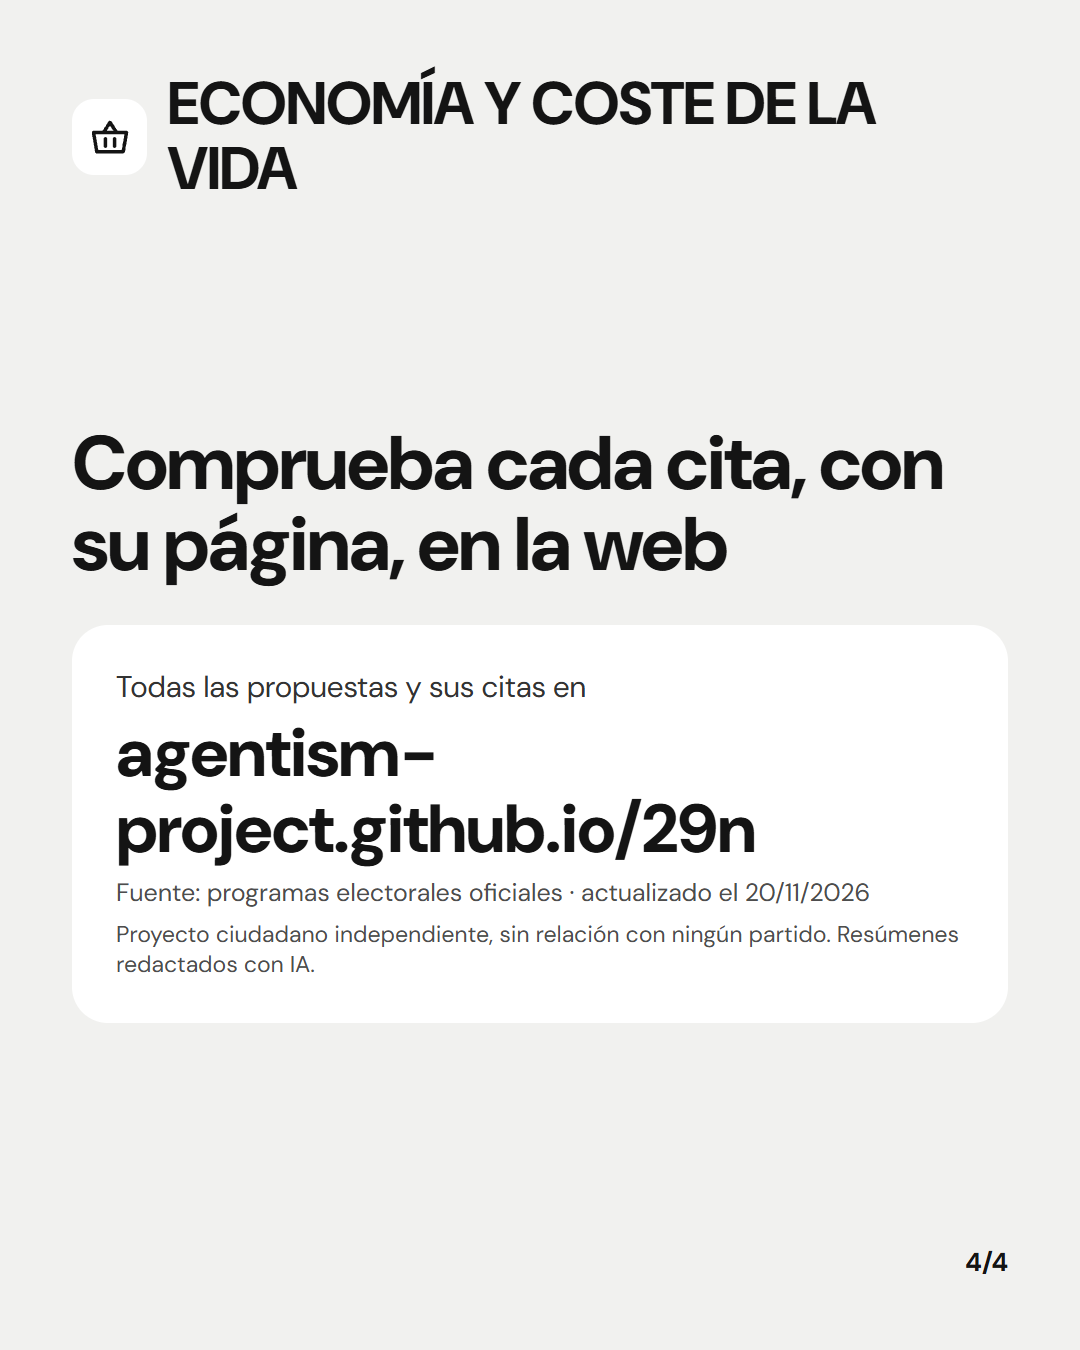 ECONOMÍA Y COSTE DE LA
VIDA
Comprueba cada cita, con
su página, en la web
Todas las propuestas y sus citas en
agentism-
project.github.io/29n
Fuente: programas electorales oficiales · actualizado el 20/11/2026
Proyecto ciudadano independiente, sin relación con ningún partido. Resúmenes
redactados con IA.
4/4